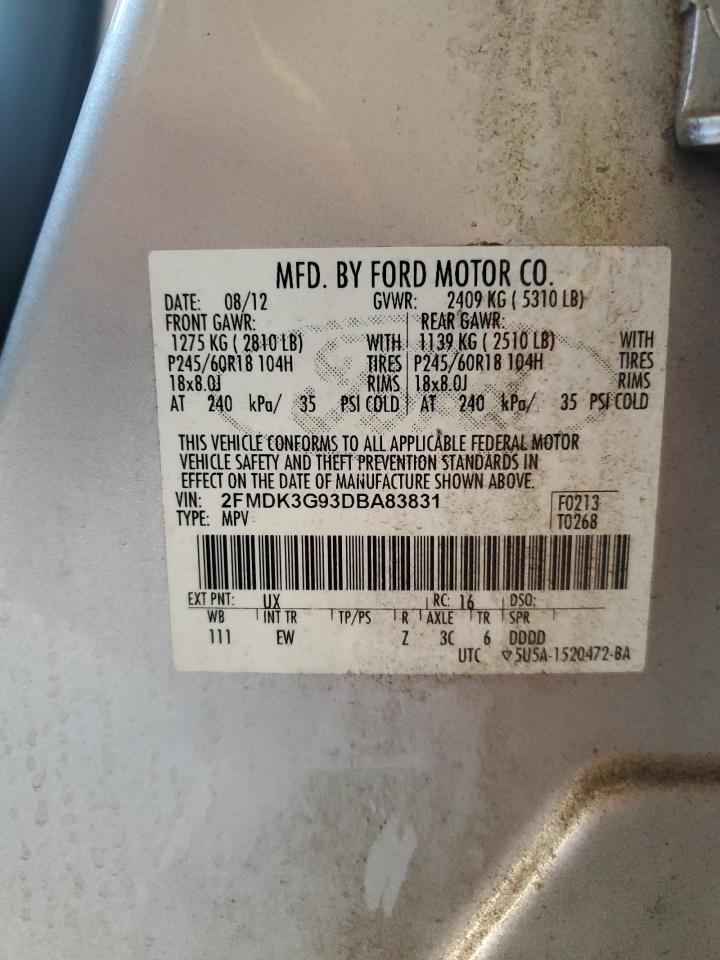 MFD. BY FORD MOTOR CO.
DATE: 08/12 GVWR: 2409 KG ( 5310 LB)
FRONT GAWR: REAR GAWR:
1275 KG ( 2810 LB) WITH 1139 KG ( 2510 LB) WITH
P245/60R18 104H TIRES P245/60R18 104H TIRES
18x8.0J RIMS 18x8.0J RIMS
AT 240 kPa/ 35 PSI COLD AT 240 kPa/ 35 PSI COLD
THIS VEHICLE CONFORMS TO ALL APPLICABLE FEDERAL MOTOR
VEHICLE SAFETY AND THEFT PREVENTION STANDARDS IN
EFFECT ON THE DATE OF MANUFACTURE SHOWN ABOVE.
VIN: 2FMDK3G93DBA83831 F0213
TYPE: MPV T0268
EXT PNT: UX RC: 16 DSO:
WB INT TR TP/PS R AXLE TR SPR
111 EW Z 3C 6 DDDD
UTC ▽5U5A-1520472-BA